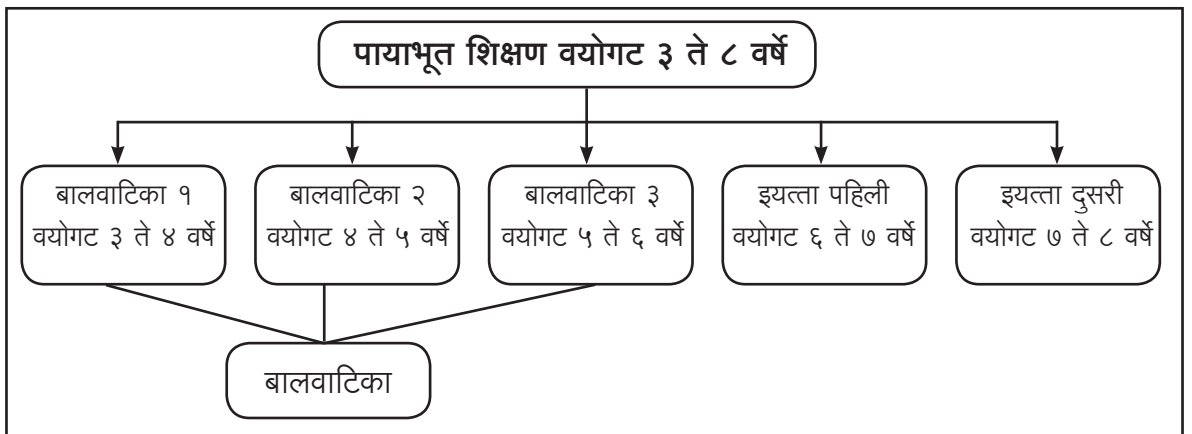 पायाभूत शिक्षण वयोगट ३ ते ८ वर्षे
बालवाटिका १
वयोगट ३ ते ४ वर्षे
बालवाटिका २
वयोगट ४ ते ५ वर्षे
बालवाटिका ३
वयोगट ५ ते ६ वर्षे
इयत्ता पहिली
वयोगट ६ ते ७ वर्षे
इयत्ता दुसरी
वयोगट ७ ते ८ वर्षे
बालवाटिका